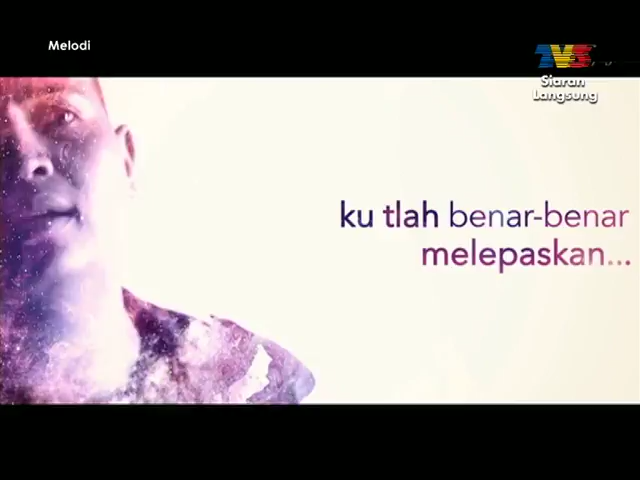 Melodi
TV3
Siaran
Langsung
ku tlah benar-benar
melepaskan...